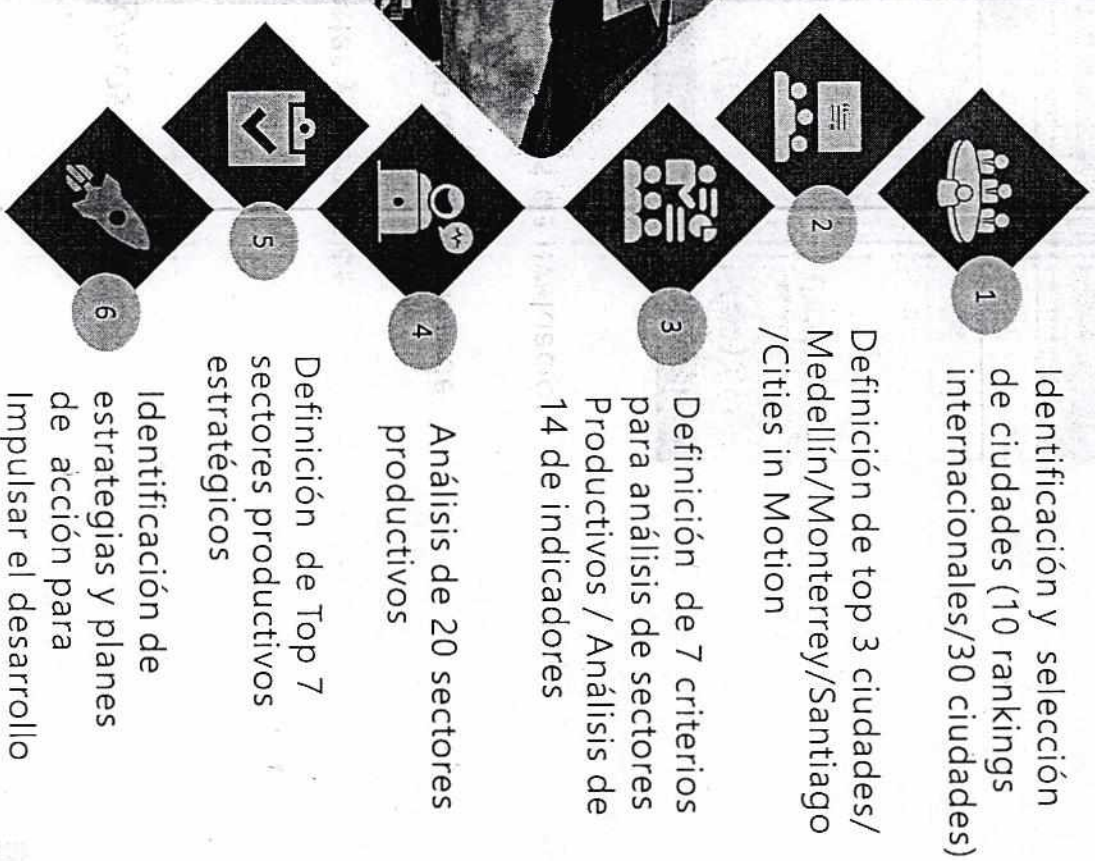 1
Identificación y selección
de ciudades (10 rankings
internacionales/30 ciudades)
2
Definición de top 3 ciudades/
Medellín/Monterrey/Santiago
/Cities in Motion
3
Definición de 7 criterios
para análisis de sectores
Productivos / Análisis de
14 de indicadores
4
Análisis de 20 sectores
productivos
5
Definición de Top 7
sectores productivos
estratégicos
6
Identificación de
estrategias y planes
de acción para
Impulsar el desarrollo